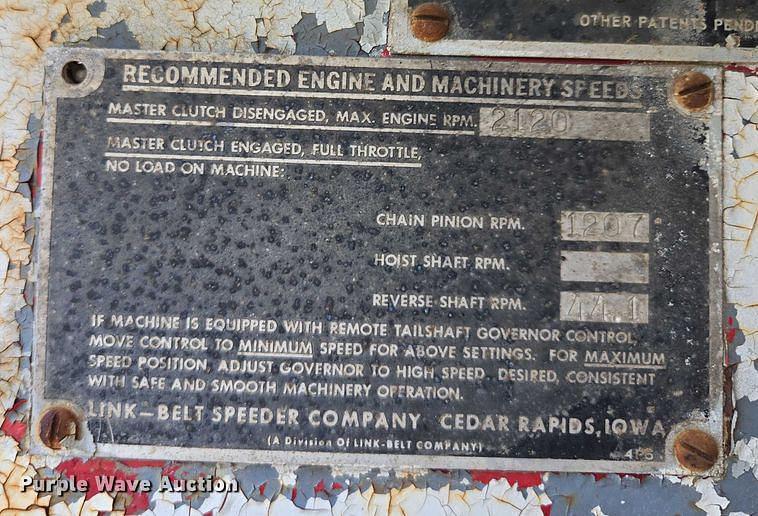 OTHER PATENTS PENDI
RECOMMENDED ENGINE AND MACHINERY SPEEDS
MASTER CLUTCH DISENGAGED, MAX. ENGINE RPM. 2120
MASTER CLUTCH ENGAGED, FULL THROTTLE,
NO LOAD ON MACHINE:
CHAIN PINION RPM. 1207
HOIST SHAFT RPM.
REVERSE SHAFT RPM. 441
IF MACHINE IS EQUIPPED WITH REMOTE TAILSHAFT GOVERNOR CONTROL,
MOVE CONTROL TO MINIMUM SPEED FOR ABOVE SETTINGS. FOR MAXIMUM
SPEED POSITION, ADJUST GOVERNOR TO HIGH SPEED DESIRED, CONSISTENT
WITH SAFE AND SMOOTH MACHINERY OPERATION.
LINK-BELT SPEEDER COMPANY CEDAR RAPIDS, IOWA
(A Division Of LINK-BELT COMPANY)
Purple Wave Auction